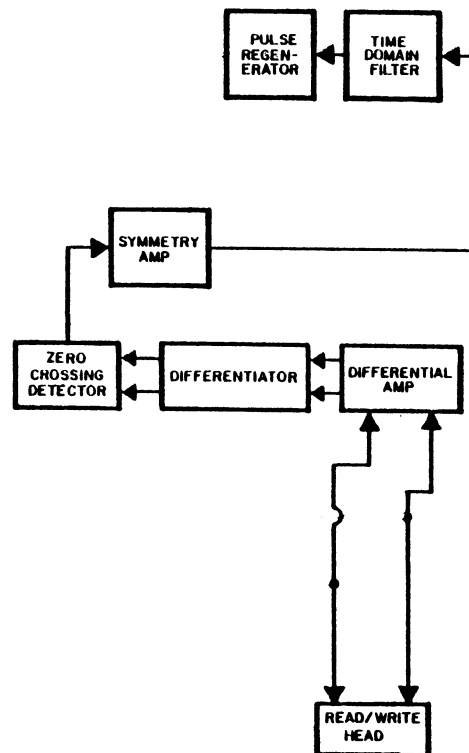 PULSE
REGEN-
ERATOR
TIME
DOMAIN
FILTER
SYMMETRY
AMP
ZERO
CROSSING
DETECTOR
DIFFERENTIATOR
DIFFERENTIAL
AMP
READ/WRITE
HEAD